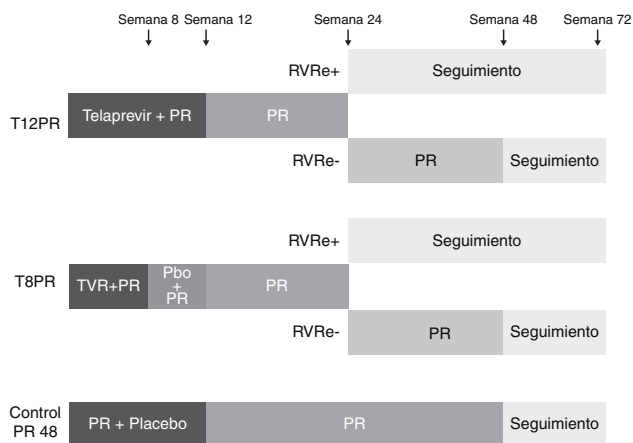 Semana 8 Semana 12 Semana 24 Semana 48 Semana 72
RVRe+ Seguimiento
T12PR Telaprevir + PR PR
RVRe- PR Seguimiento
RVRe+ Seguimiento
T8PR TVR+PR Pbo
+
PR PR
RVRe- PR Seguimiento
Control
PR 48 PR + Placebo PR Seguimiento